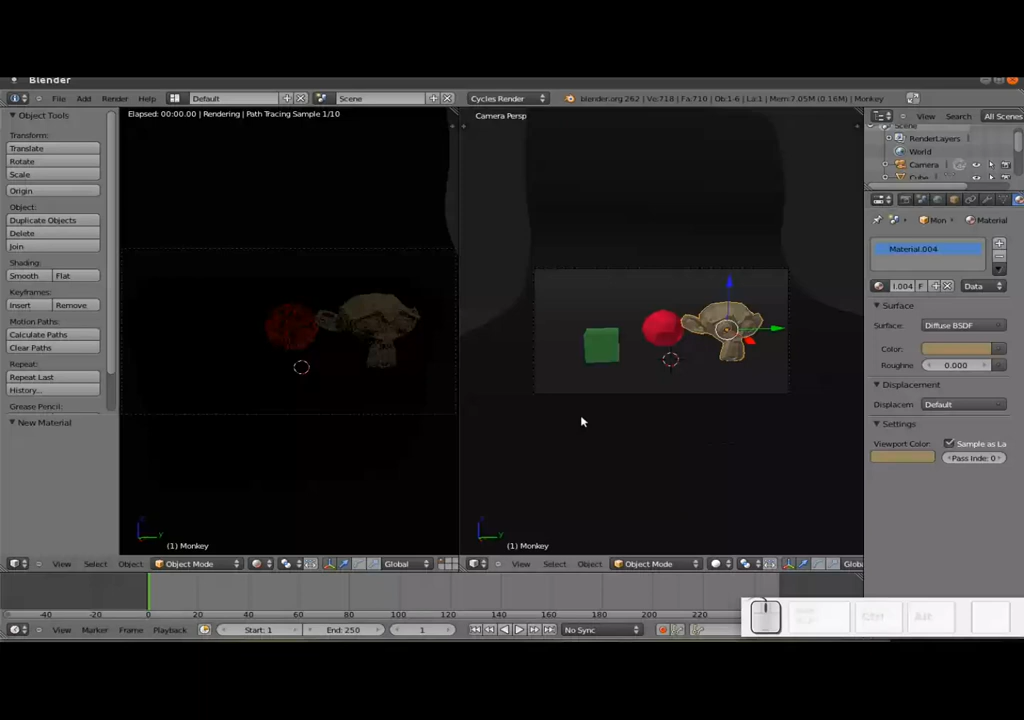 Blender
File Add Render Help Default Scene Cycles Render blender.org 262 | Ve:718 | Fa:710 | Ob:1-6 | La:1 | Mem:7.05M (0.16M) | Monkey
Object Tools
Elapsed: 00:00.00 | Rendering | Path Tracing Sample 1/10
Camera Persp
View Search All Scenes
Transform:
Translate
Rotate
Scale
Origin
Object:
Duplicate Objects
Delete
Join
Shading:
Smooth Flat
Keyframes:
Insert Remove
Motion Paths:
Calculate Paths
Clear Paths
Repeat:
Repeat Last
History...
Grease Pencil:
New Material
RenderLayers
World
Camera
Cube
Mon Material
Material.004
I.004 F Data
Surface
Surface: Diffuse BSDF
Color:
Roughne 0.000
Displacement
Displacem Default
Settings
Viewport Color: Sample as La
Pass Inde: 0
(1) Monkey
(1) Monkey
View Select Object Object Mode Global
View Select Object Object Mode Globa
-40 -20 0 20 40 60 80 100 120 140 160 180 200 220
View Marker Frame Playback Start: 1 End: 250 1 No Sync
Ctrl Alt